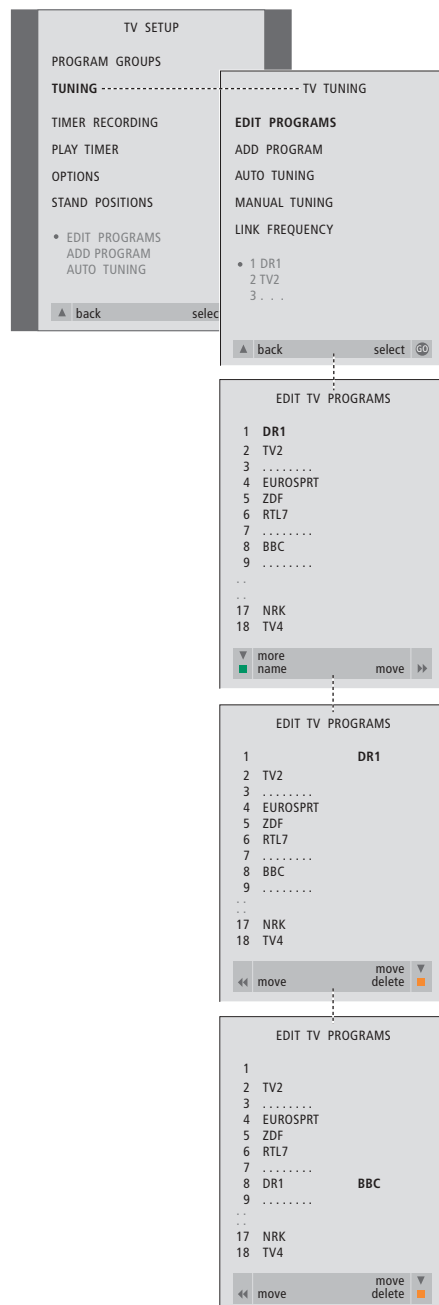 TV SETUP
PROGRAM GROUPS
TUNING
TIMER RECORDING
PLAY TIMER
OPTIONS
STAND POSITIONS
• EDIT PROGRAMS
ADD PROGRAM
AUTO TUNING
▲ back selec
TV TUNING
EDIT PROGRAMS
ADD PROGRAM
AUTO TUNING
MANUAL TUNING
LINK FREQUENCY
• 1 DR1
2 TV2
3 . . .
▲ back select GO
EDIT TV PROGRAMS
1 DR1
2 TV2
3 . . . . . . . .
4 EUROSPRT
5 ZDF
6 RTL7
7 . . . . . . . .
8 BBC
9 . . . . . . . .
. .
. .
17 NRK
18 TV4
▼ more
name move ▶▶
EDIT TV PROGRAMS
1 DR1
2 TV2
3 . . . . . . . .
4 EUROSPRT
5 ZDF
6 RTL7
7 . . . . . . . .
8 BBC
9 . . . . . . . .
. .
. .
17 NRK
18 TV4
move ▼
◀◀ move delete
EDIT TV PROGRAMS
1
2 TV2
3 . . . . . . . .
4 EUROSPRT
5 ZDF
6 RTL7
7 . . . . . . . .
8 DR1 BBC
9 . . . . . . . .
. .
. .
17 NRK
18 TV4
move ▼
◀◀ move delete